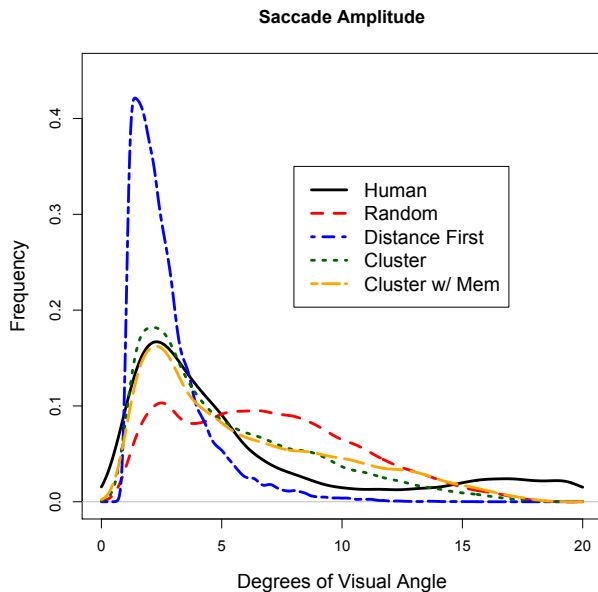 Saccade Amplitude
0.4
0.3
0.2
0.1
0.0
Frequency
Human
Random
Distance First
Cluster
Cluster w/ Mem
0
5
10
15
20
Degrees of Visual Angle